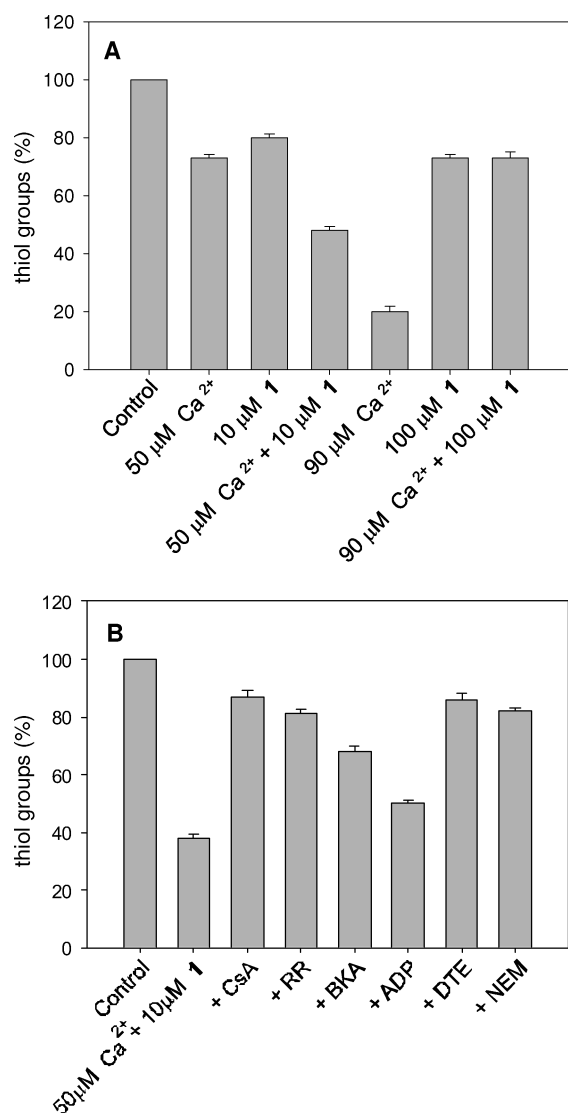 120
A
100
80
60
40
20
0
thiol groups (%)
Control
50 μM Ca 2+
10 μM 1
50 μM Ca 2+ + 10 μM 1
90 μM Ca 2+
100 μM 1
90 μM Ca 2+ + 100 μM 1
120
B
100
80
60
40
20
0
thiol groups (%)
Control
50μM Ca 2+ + 10μM 1
+ CsA
+ RR
+ BKA
+ ADP
+ DTE
+ NEM